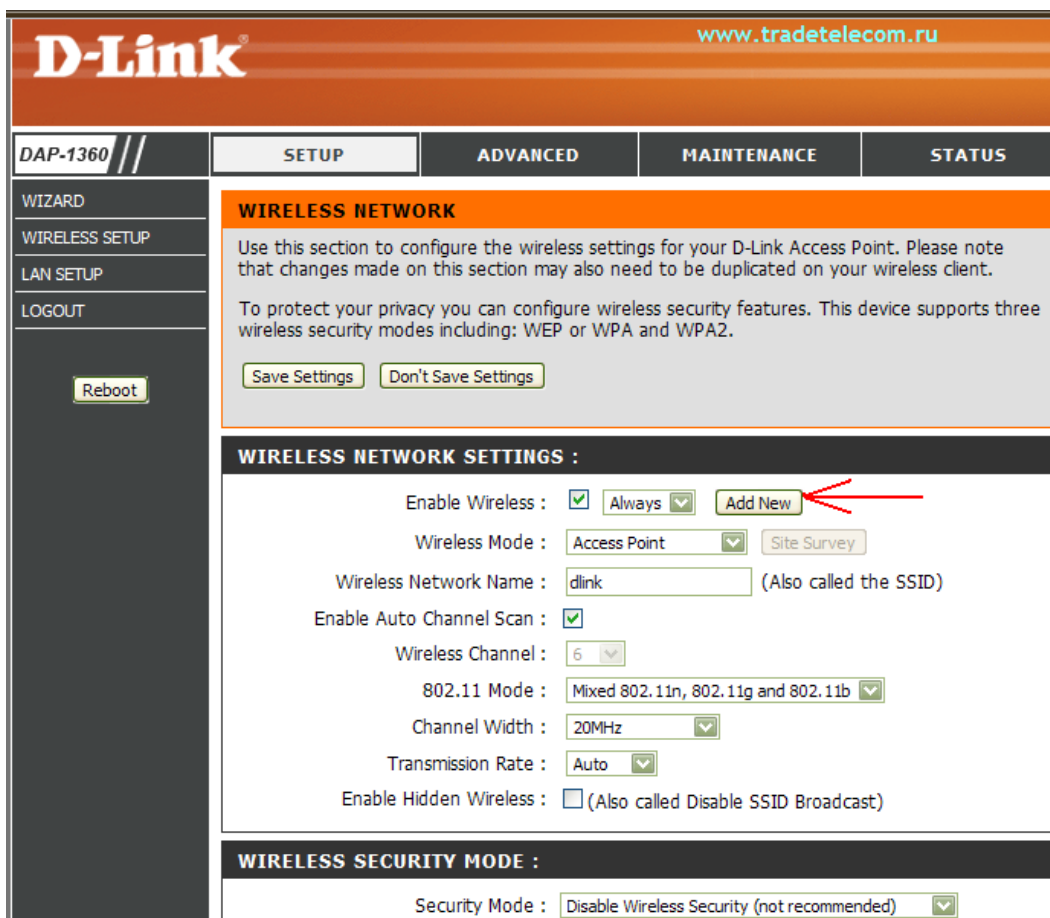 www.tradetelecom.ru
D-Link®
DAP-1360
SETUP
ADVANCED
MAINTENANCE
STATUS
WIZARD
WIRELESS SETUP
LAN SETUP
LOGOUT
Reboot
WIRELESS NETWORK
Use this section to configure the wireless settings for your D-Link Access Point. Please note
that changes made on this section may also need to be duplicated on your wireless client.
To protect your privacy you can configure wireless security features. This device supports three
wireless security modes including: WEP or WPA and WPA2.
Save Settings
Don't Save Settings
WIRELESS NETWORK SETTINGS :
Enable Wireless : Always Add New
Wireless Mode : Access Point Site Survey
Wireless Network Name : dlink (Also called the SSID)
Enable Auto Channel Scan :
Wireless Channel : 6
802.11 Mode : Mixed 802.11n, 802.11g and 802.11b
Channel Width : 20MHz
Transmission Rate : Auto
Enable Hidden Wireless : (Also called Disable SSID Broadcast)
WIRELESS SECURITY MODE :
Security Mode : Disable Wireless Security (not recommended)